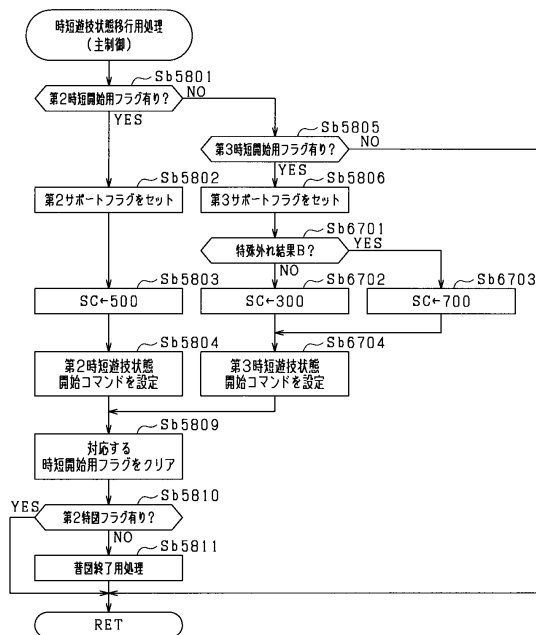 時短遊技状態移行用処理
(主制御)
Sb5801
第2時短開始用フラグ有り?
NO
YES
Sb5805
第3時短開始用フラグ有り?
NO
YES
Sb5802
第2サポートフラグをセット
Sb5806
第3サポートフラグをセット
Sb6701
特殊外れ結果B?
YES
NO
Sb5803
SC←500
Sb6702
SC←300
Sb6703
SC←700
Sb5804
第2時短遊技状態
開始コマンドを設定
Sb6704
第3時短遊技状態
開始コマンドを設定
Sb5809
対応する
時短開始用フラグをクリア
Sb5810
YES
第2特図フラグ有り?
NO
Sb5811
普図終了用処理
RET